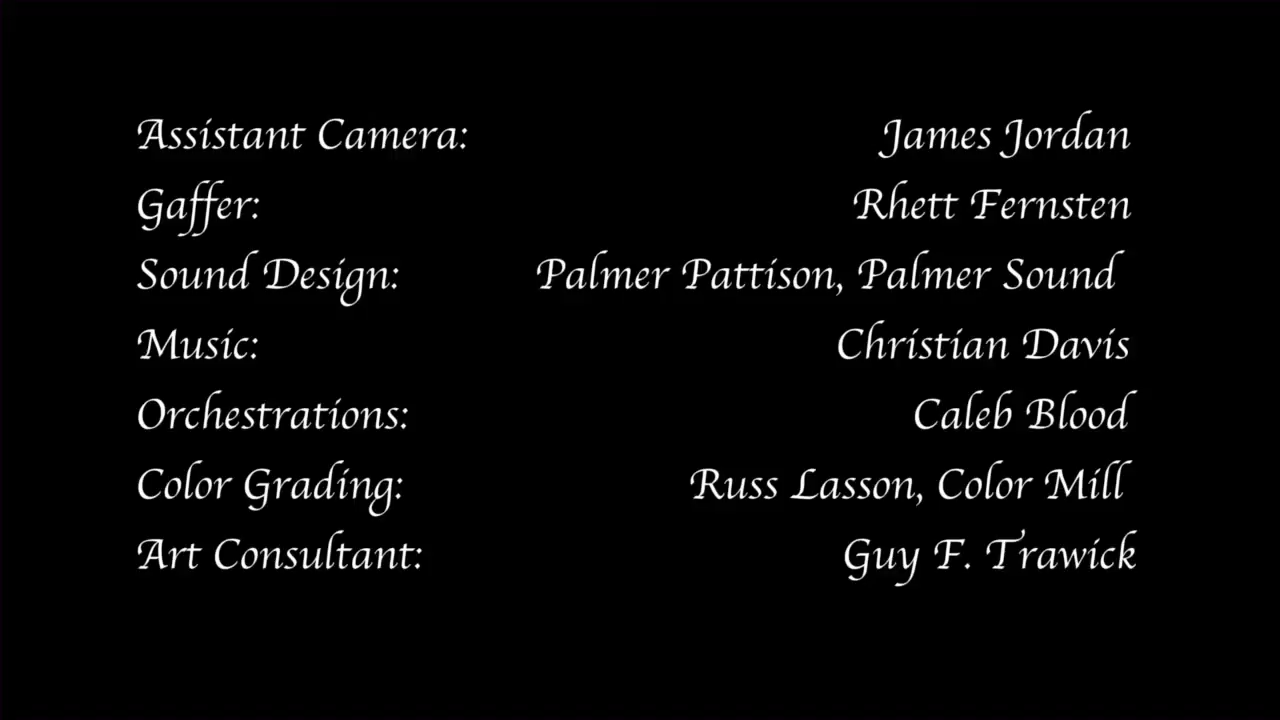 Assistant Camera: James Jordan
Gaffer: Rhett Fernsten
Sound Design: Palmer Pattison, Palmer Sound
Music: Christian Davis
Orchestrations: Caleb Blood
Color Grading: Russ Lasson, Color Mill
Art Consultant: Guy F. Trawick